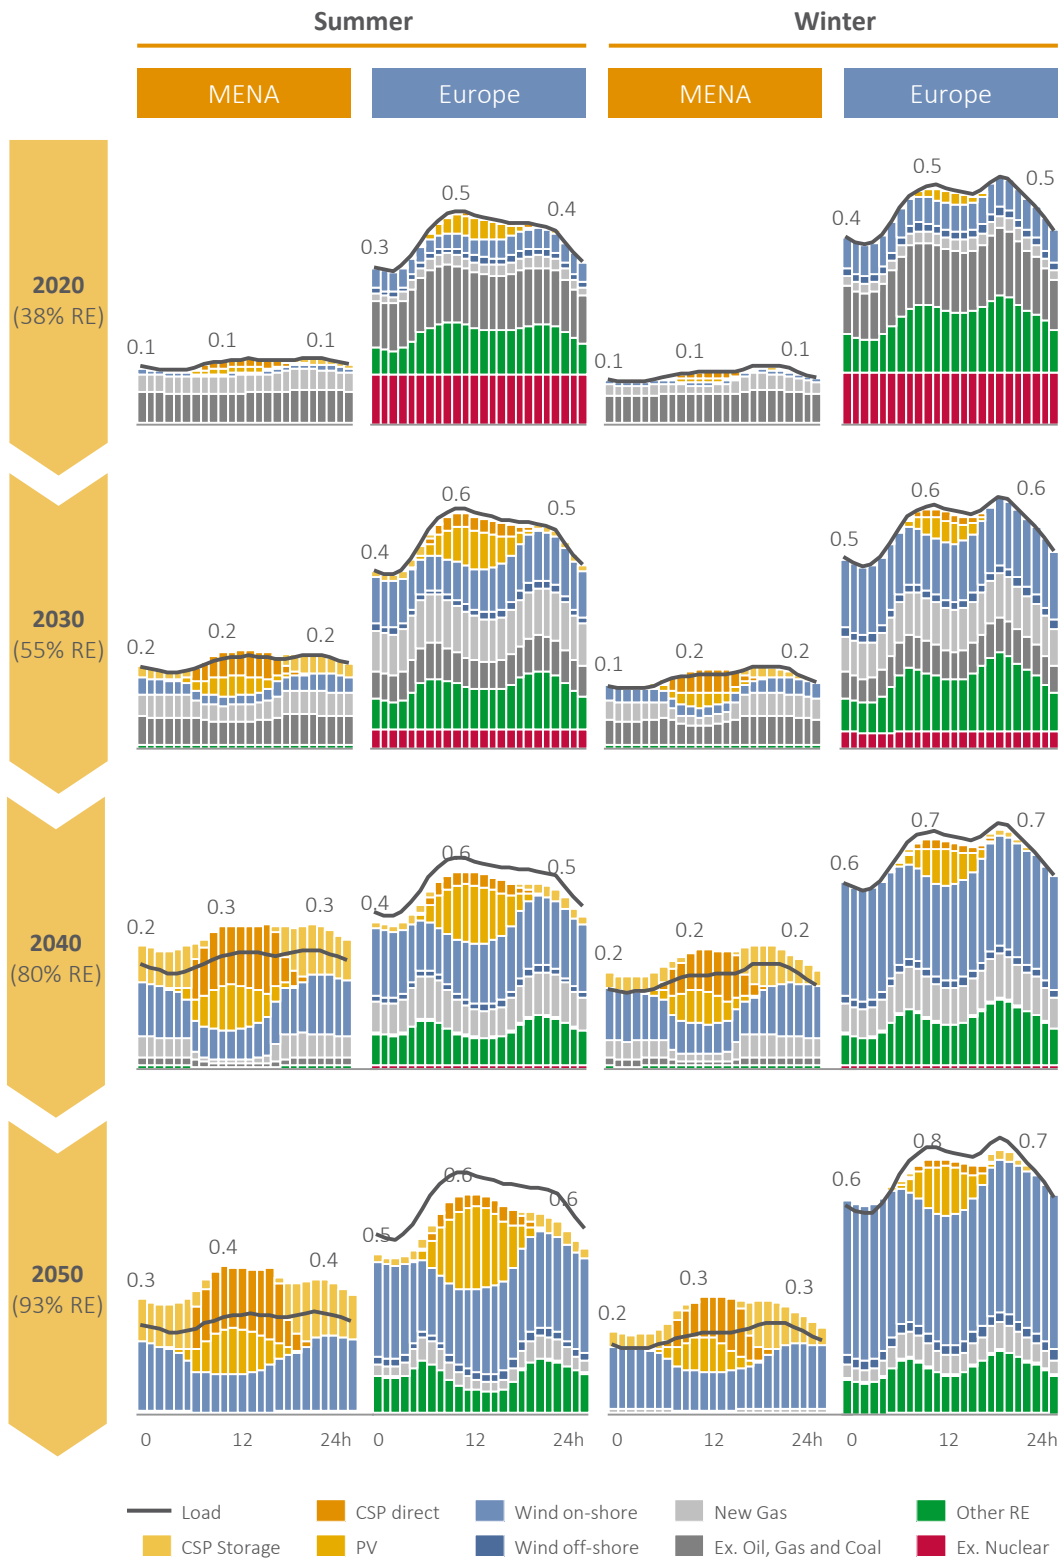 Summer Winter
MENA Europe MENA Europe
2020
(38% RE)
0.1 0.1 0.1
0.3 0.5 0.4
0.1 0.1 0.1
0.4 0.5 0.5
2030
(55% RE)
0.2 0.2 0.2
0.4 0.6 0.5
0.1 0.2 0.2
0.5 0.6 0.6
2040
(80% RE)
0.2 0.3 0.3
0.4 0.6 0.5
0.2 0.2 0.2
0.6 0.7 0.7
2050
(93% RE)
0.3 0.4 0.4
0.5 0.6 0.6
0.2 0.3 0.3
0.6 0.8 0.7
0 12 24h 0 12 24h 0 12 24h 0 12 24h
Load CSP direct Wind on-shore New Gas Other RE
CSP Storage PV Wind off-shore Ex. Oil, Gas and Coal Ex. Nuclear